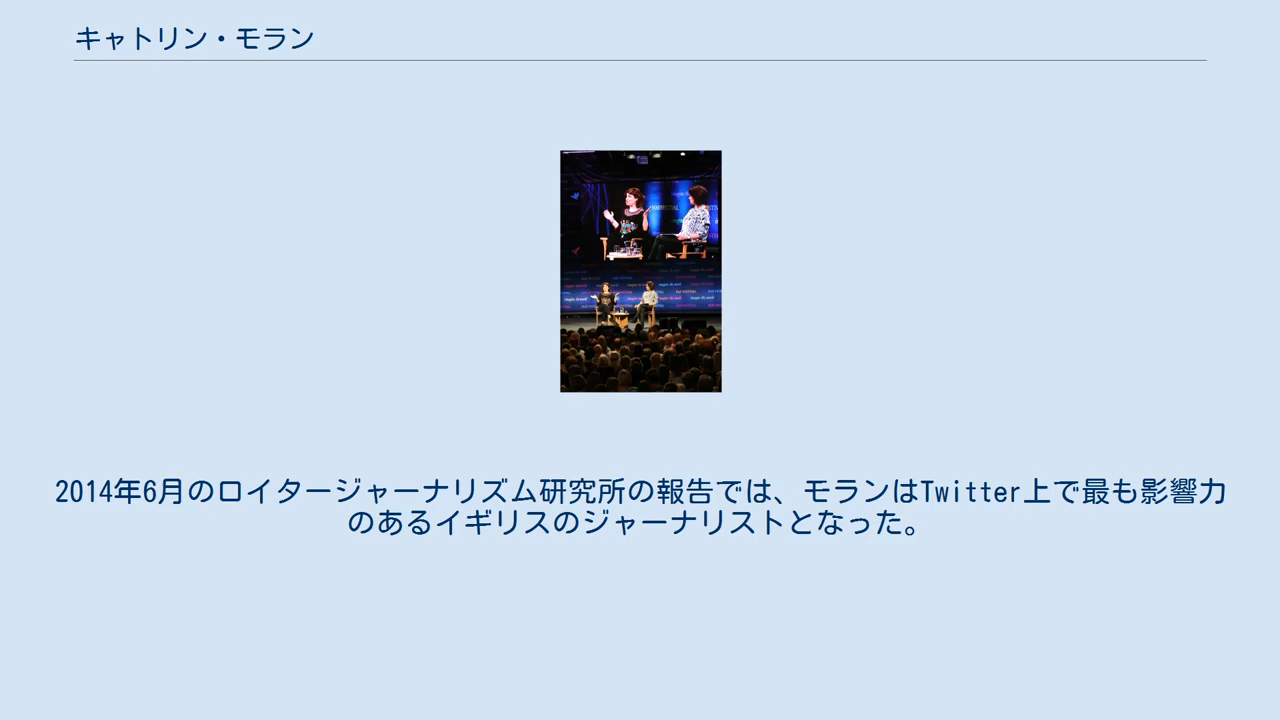 キャトリン・モラン
2014年6月のロイタージャーナリズム研究所の報告では、モランはTwitter上で最も影響力
のあるイギリスのジャーナリストとなった。